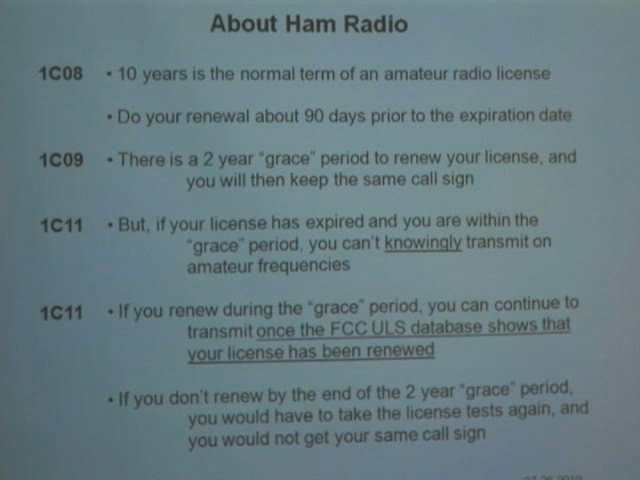 About Ham Radio
1C08 • 10 years is the normal term of an amateur radio license
• Do your renewal about 90 days prior to the expiration date
1C09 • There is a 2 year “grace” period to renew your license, and
you will then keep the same call sign
1C11 • But, if your license has expired and you are within the
“grace” period, you can’t knowingly transmit on
amateur frequencies
1C11 • If you renew during the “grace” period, you can continue to
transmit once the FCC ULS database shows that
your license has been renewed
• If you don’t renew by the end of the 2 year “grace” period,
you would have to take the license tests again, and
you would not get your same call sign